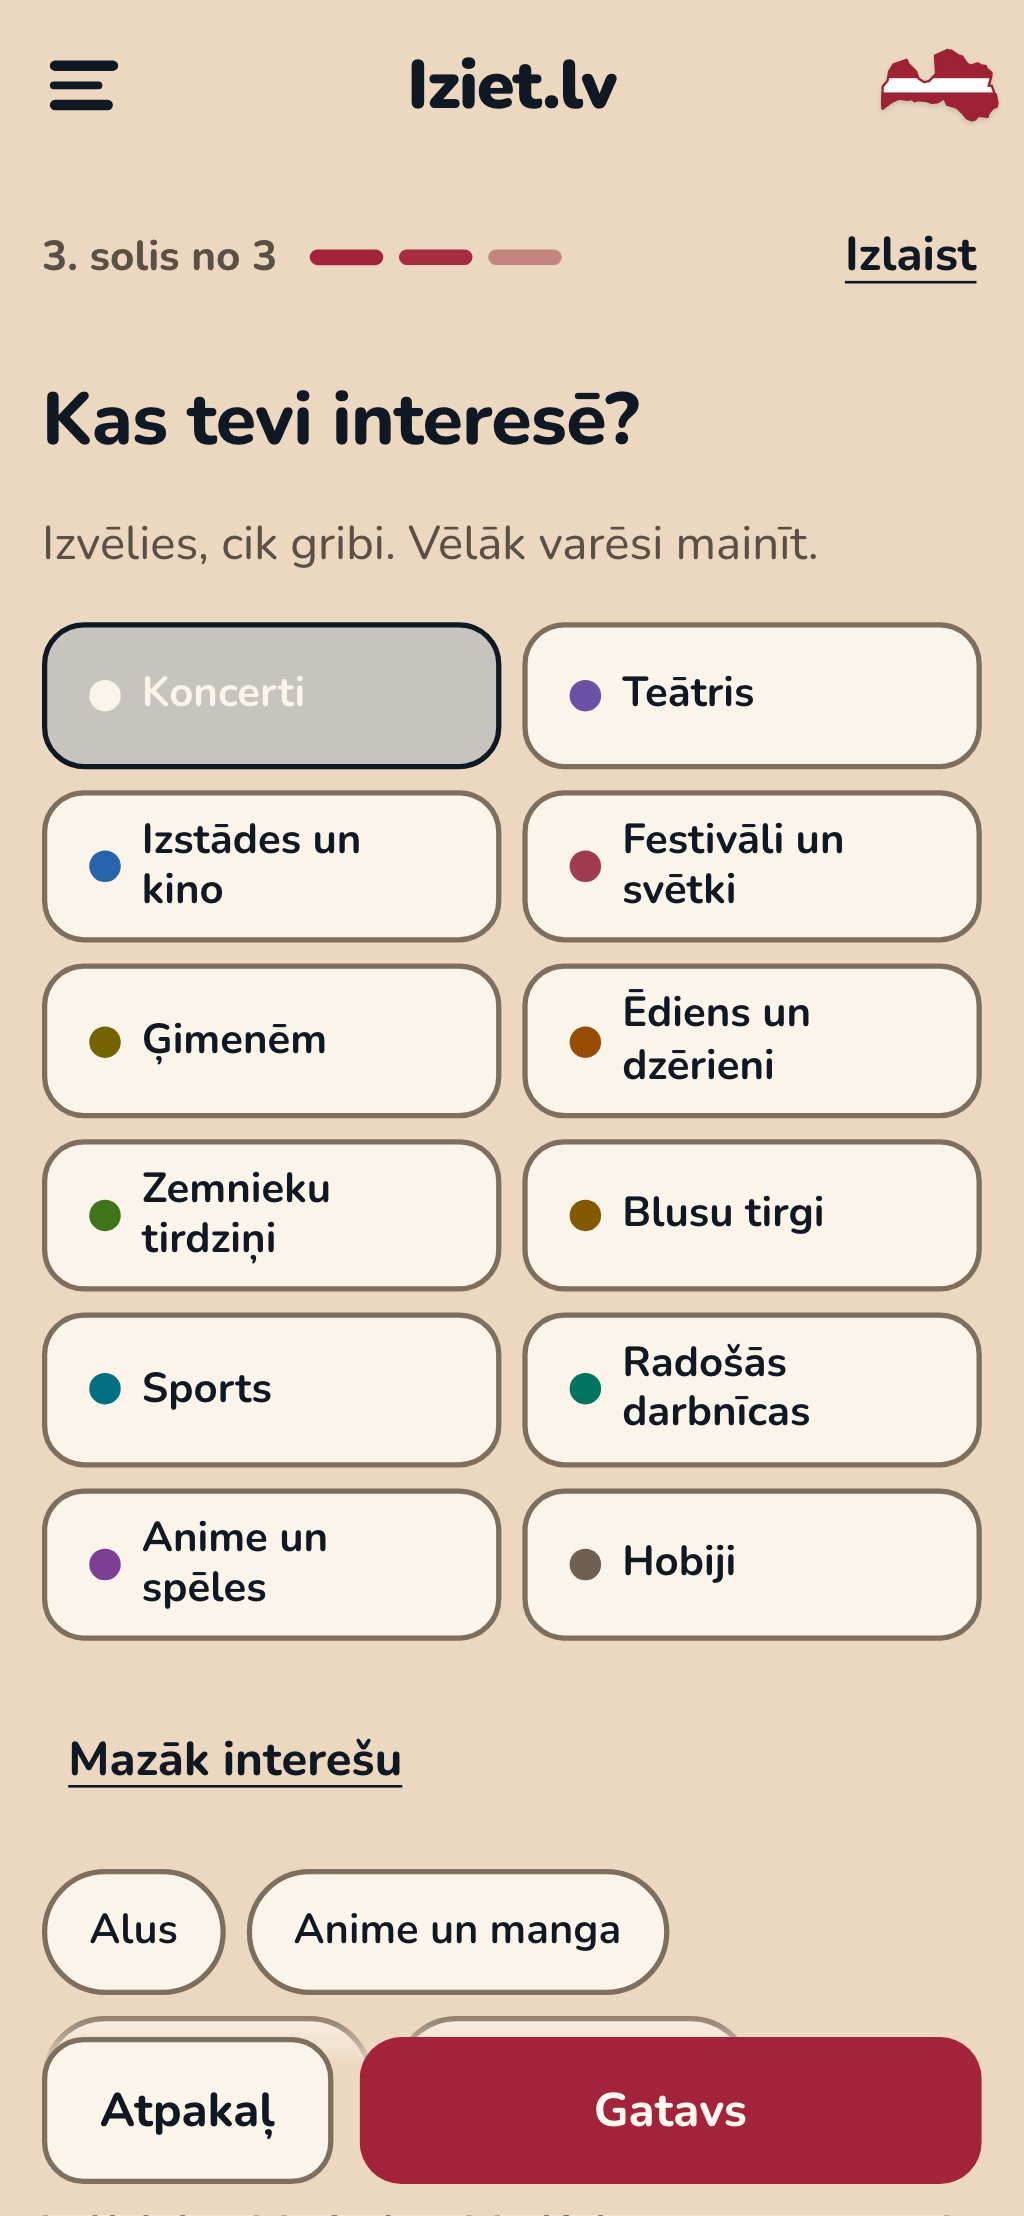 Iziet.lv
3. solis no 3
Izlaist
Kas tevi interesē?
Izvēlies, cik gribi. Vēlāk varēsi mainīt.
Koncerti
Teātris
Izstādes un
kino
Festivāli un
svētki
Ģimenēm
Ēdiens un
dzērieni
Zemnieku
tirdziņi
Blusu tirgi
Sports
Radošās
darbnīcas
Anime un
spēles
Hobiji
Mazāk interešu
Alus
Anime un manga
Atpakaļ
Gatavs